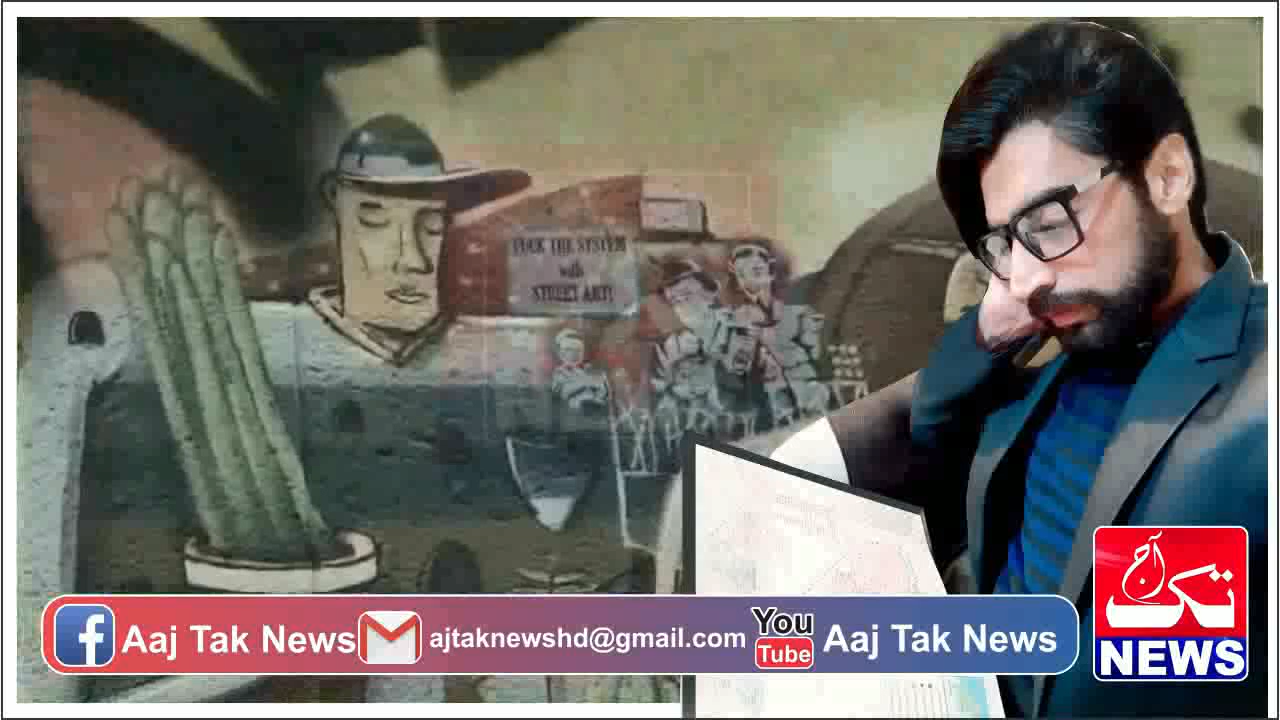 FUCK THE SYSTEM
with
STREET ART!
f Aaj Tak News
ajtaknewshd@gmail.com
You Tube
Aaj Tak News
آج تک
NEWS